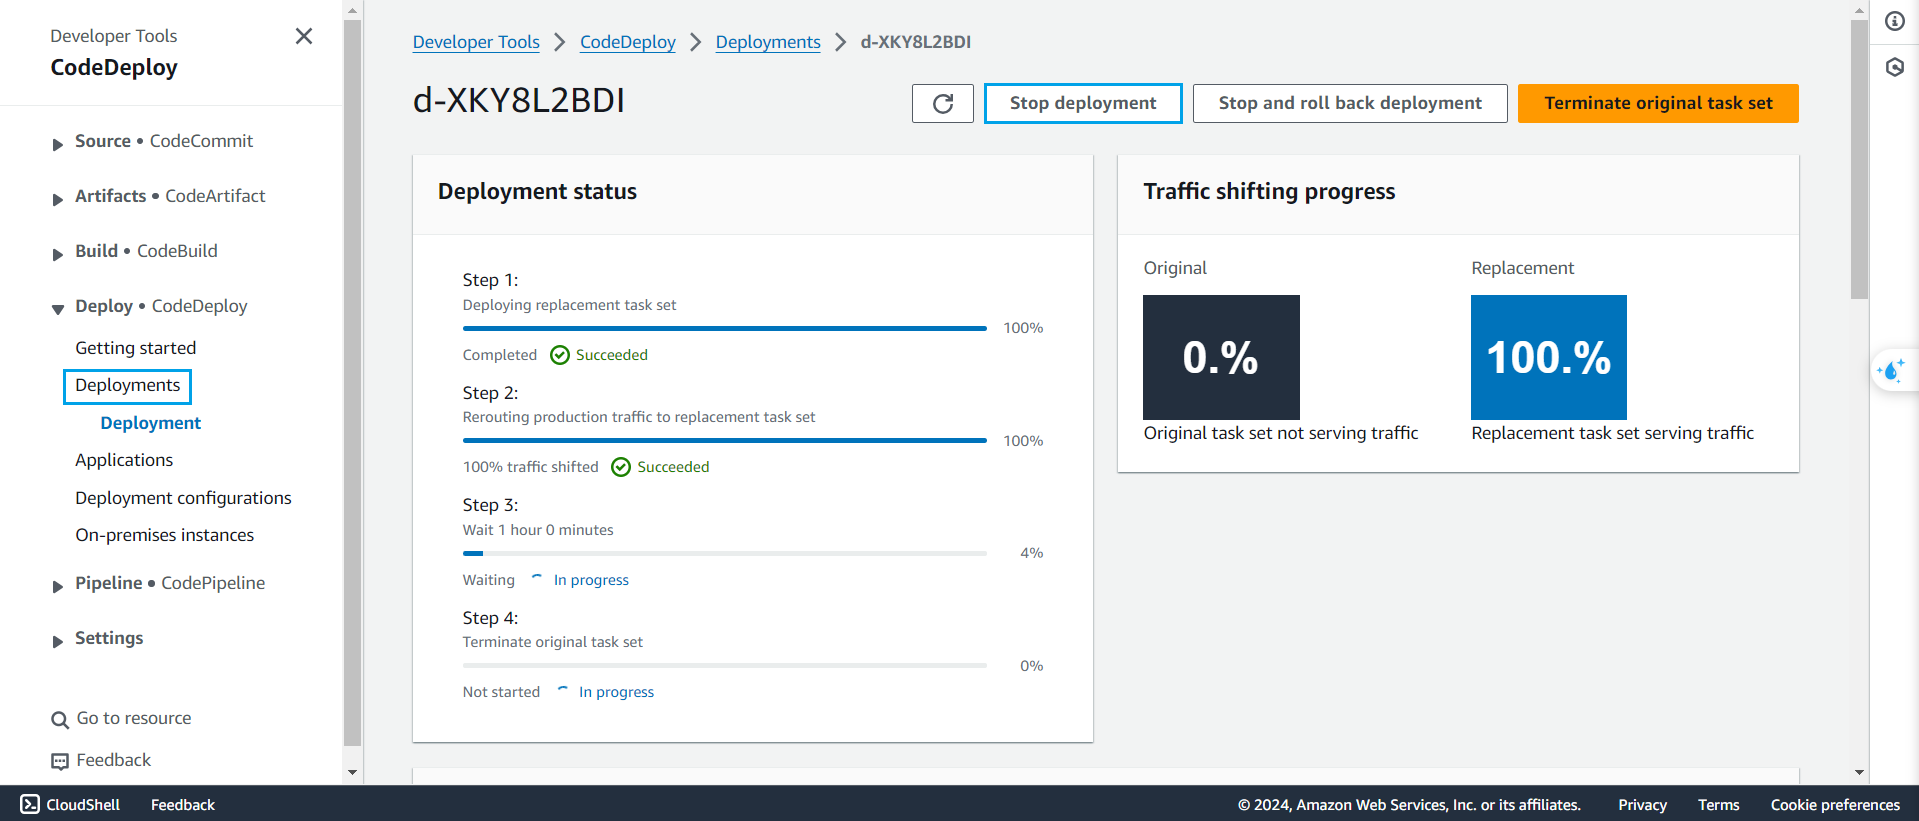 Developer Tools
CodeDeploy
Source • CodeCommit
Artifacts • CodeArtifact
Build • CodeBuild
Deploy • CodeDeploy
Getting started
Deployments
Deployment
Applications
Deployment configurations
On-premises instances
Pipeline • CodePipeline
Settings
Go to resource
Feedback
Developer Tools > CodeDeploy > Deployments > d-XKY8L2BDI
d-XKY8L2BDI
Stop deployment
Stop and roll back deployment
Terminate original task set
Deployment status
Step 1:
Deploying replacement task set
100%
Completed Succeeded
Step 2:
Rerouting production traffic to replacement task set
100%
100% traffic shifted Succeeded
Step 3:
Wait 1 hour 0 minutes
4%
Waiting In progress
Step 4:
Terminate original task set
0%
Not started In progress
Traffic shifting progress
Original
0.%
Original task set not serving traffic
Replacement
100.%
Replacement task set serving traffic
CloudShell Feedback
© 2024, Amazon Web Services, Inc. or its affiliates. Privacy Terms Cookie preferences